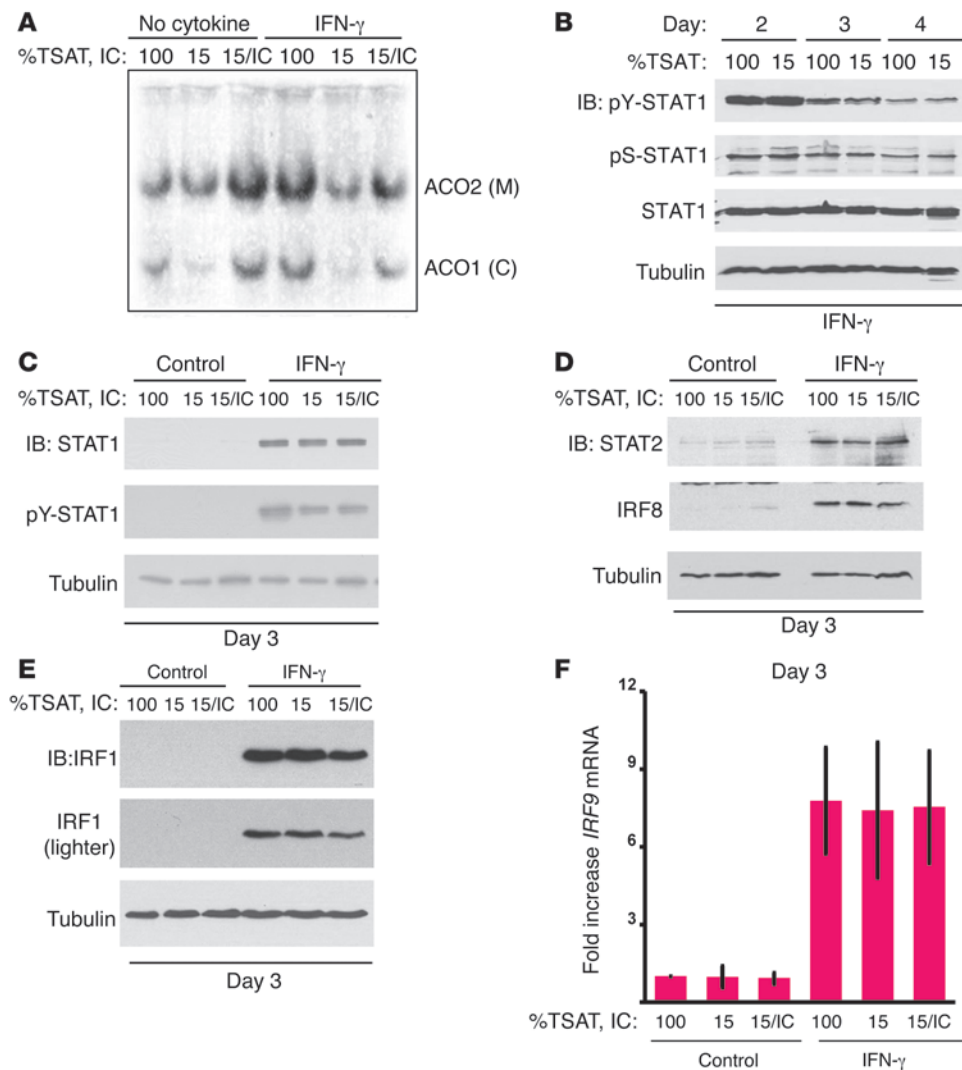 A
No cytokine IFN-γ
%TSAT, IC: 100 15 15/IC 100 15 15/IC
ACO2 (M)
ACO1 (C)
B
Day: 2 3 4
%TSAT: 100 15 100 15 100 15
IB: pY-STAT1
pS-STAT1
STAT1
Tubulin
IFN-γ
C
Control IFN-γ
%TSAT, IC: 100 15 15/IC 100 15 15/IC
IB: STAT1
pY-STAT1
Tubulin
Day 3
D
Control IFN-γ
%TSAT, IC: 100 15 15/IC 100 15 15/IC
IB: STAT2
IRF8
Tubulin
Day 3
E
Control IFN-γ
%TSAT, IC: 100 15 15/IC 100 15 15/IC
IB:IRF1
IRF1
(lighter)
Tubulin
Day 3
F
Day 3
Fold increase IRF9 mRNA
12
9
6
3
%TSAT, IC: 100 15 15/IC 100 15 15/IC
Control IFN-γ